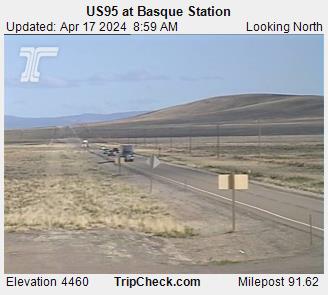 US95 at Basque Station
Updated: Apr 17 2024 8:59 AM Looking North
Elevation 4460 TripCheck.com Milepost 91.62